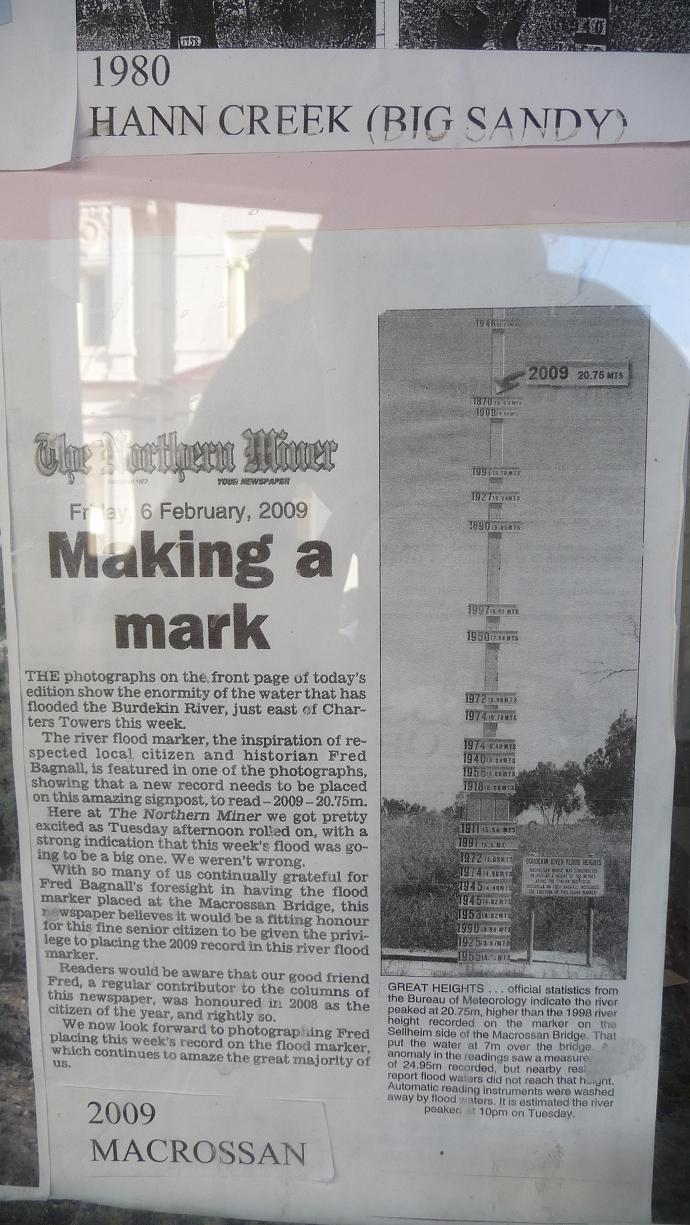 1958
1980
HANN CREEK (BIG SANDY)
The Northern Miner
YOUR NEWSPAPER
Friday, 6 February, 2009
Making a
mark
THE photographs on the front page of today's
edition show the enormity of the water that has
flooded the Burdekin River, just east of Char-
ters Towers this week.
The river flood marker, the inspiration of re-
spected local citizen and historian Fred
Bagnall, is featured in one of the photographs,
showing that a new record needs to be placed
on this amazing signpost, to read – 2009 – 20.75m.
Here at The Northern Miner we got pretty
excited as Tuesday afternoon rolled on, with a
strong indication that this week's flood was go-
ing to be a big one. We weren't wrong.
With so many of us continually grateful for
Fred Bagnall's foresight in having the flood
marker placed at the Macrossan Bridge, this
newspaper believes it would be a fitting honour
for this fine senior citizen to be given the privi-
lege to placing the 2009 record in this river flood
marker.
Readers would be aware that our good friend
Fred, a regular contributor to the columns of
this newspaper, was honoured in 2008 as the
citizen of the year, and rightly so.
We now look forward to photographing Fred
placing this week's record on the flood marker,
which continues to amaze the great majority of
us.
2009
MACROSSAN
1946
2009 20.75 MTS
1870
1998
199
1927
1890
1997
1950
1972
1974
1974
1940
1956
1918
1911
1991
1972
1974
1945
1945
1953
1990
1925
1955
BURDEKIN RIVER FLOOD HEIGHTS
GREAT HEIGHTS . . . official statistics from
the Bureau of Meteorology indicate the river
peaked at 20.75m, higher than the 1998 river
height recorded on the marker on the
Sellheim side of the Macrossan Bridge. That
put the water at 7m over the bridge. A
anomaly in the readings saw a measure
of 24.95m recorded, but nearby
report flood waters did not reach that height.
Automatic reading instruments were washed
away by flood waters. It is estimated the river
peaked at 10pm on Tuesday.